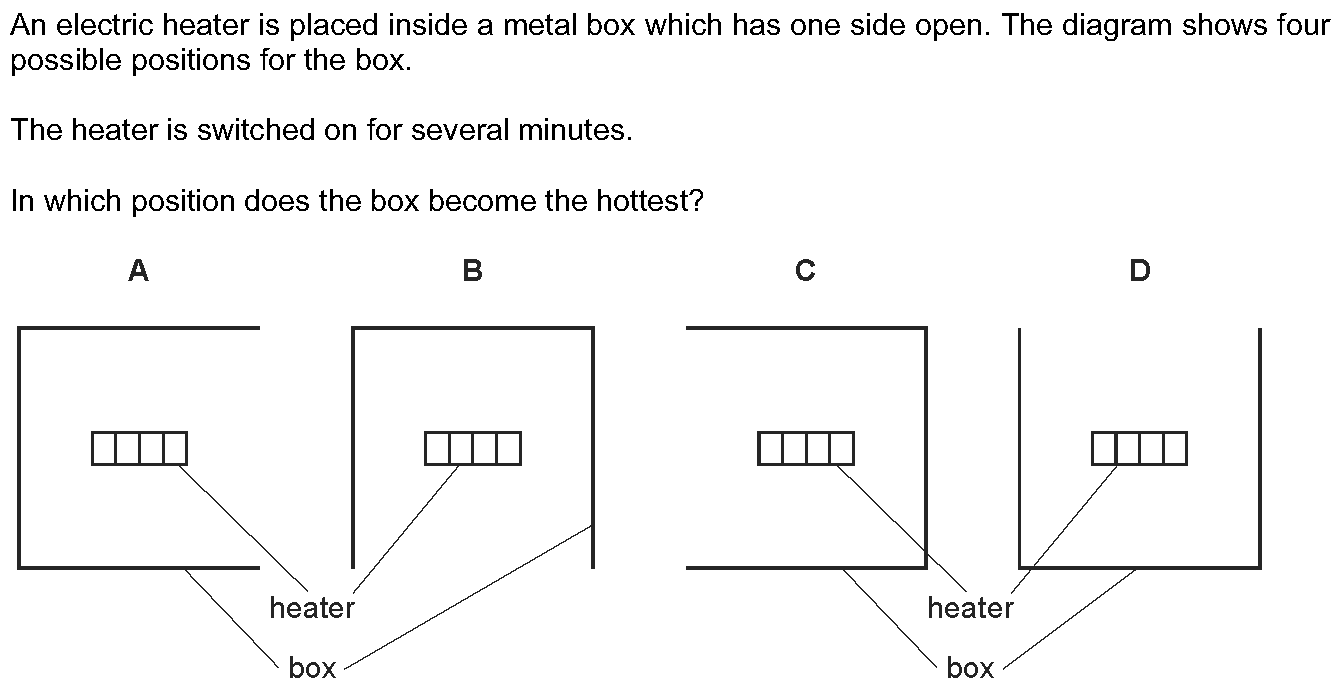 An electric heater is placed inside a metal box which has one side open. The diagram shows four
possible positions for the box.
The heater is switched on for several minutes.
In which position does the box become the hottest?
A B C D
heater heater
box box